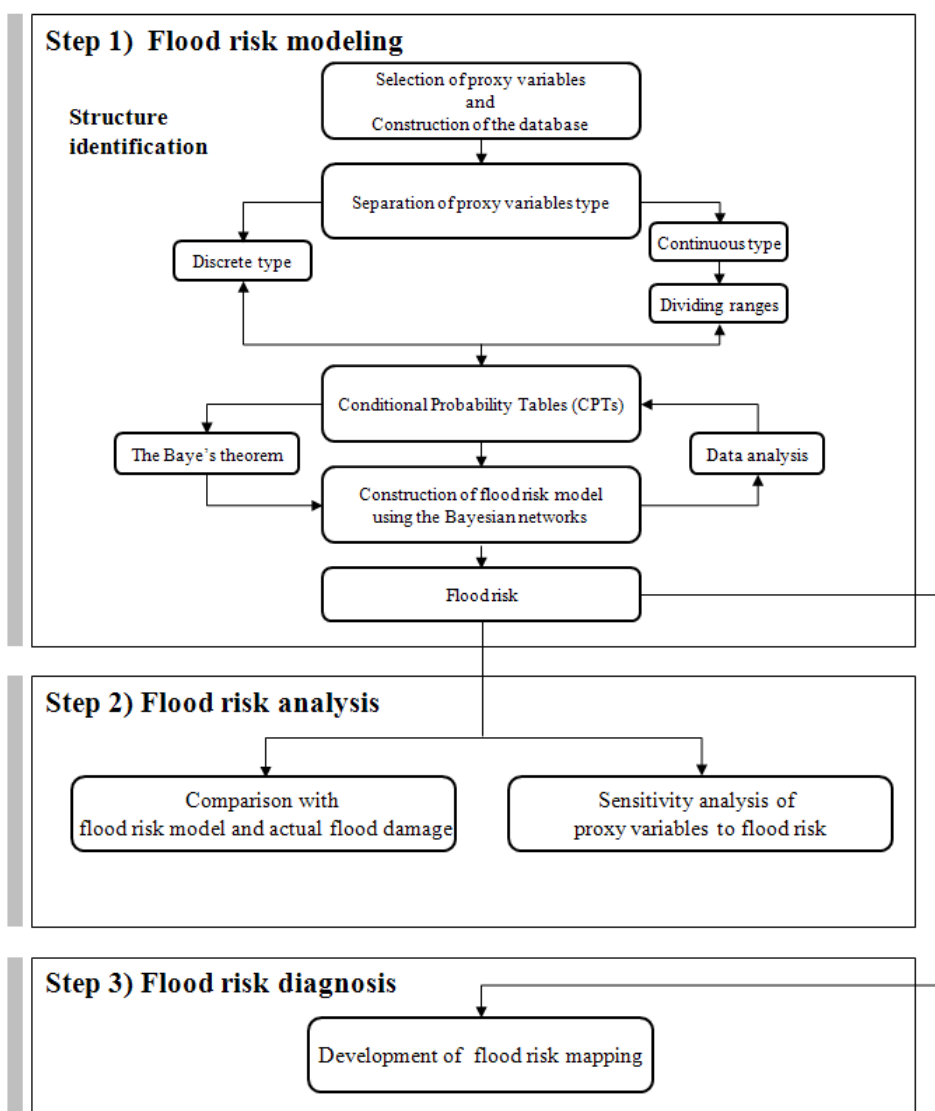 Step 1)  Flood risk modeling
Selection of proxy variables
and
Construction of the database
Structure
identification
Separation of proxy variables type
Discrete type
Continuous type
Dividing ranges
Conditional Probability Tables (CPTs)
The Baye's theorem
Data analysis
Construction of flood risk model
using the Bayesian networks
Flood risk
Step 2) Flood risk analysis
Comparison with
flood risk model and actual flood damage
Sensitivity analysis of
proxy variables to flood risk
Step 3) Flood risk diagnosis
Development of  flood risk mapping